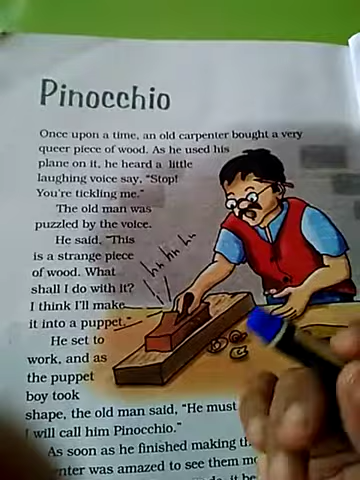 Pinocchio
Once upon a time, an old carpenter bought a very
queer piece of wood. As he used his
plane on it, he heard a little
laughing voice say, "Stop!
You're tickling me."
The old man was
puzzled by the voice.
He said, "This
is a strange piece
of wood. What
shall I do with it?
I think I'll make
it into a puppet."
He set to
work, and as
the puppet
boy took
shape, the old man said, "He must
I will call him Pinocchio."
As soon as he finished making
was amazed to see them